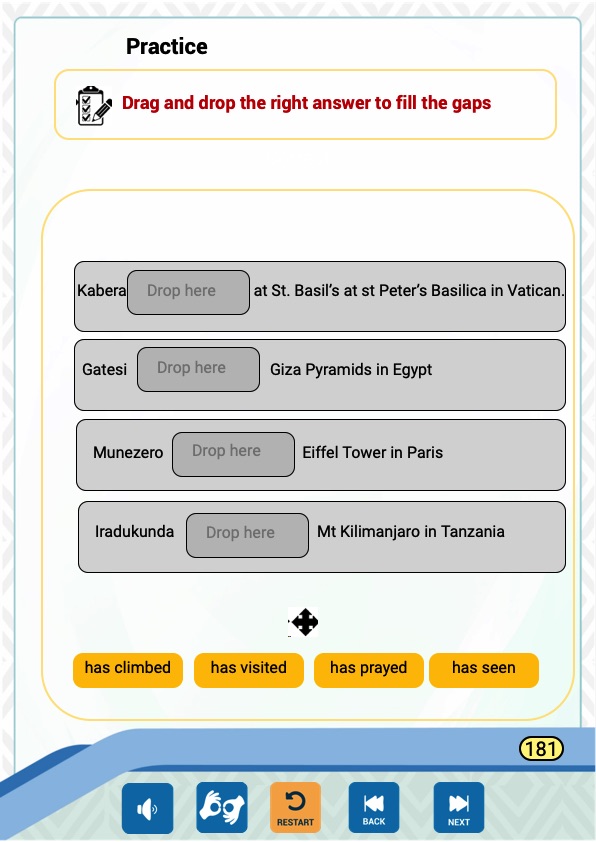 Practice
Drag and drop the right answer to fill the gaps
Kabera Drop here at St. Basil’s at st Peter’s Basilica in Vatican.
Gatesi Drop here Giza Pyramids in Egypt
Munezero Drop here Eiffel Tower in Paris
Iradukunda Drop here Mt Kilimanjaro in Tanzania
has climbed has visited has prayed has seen
181
RESTART BACK NEXT